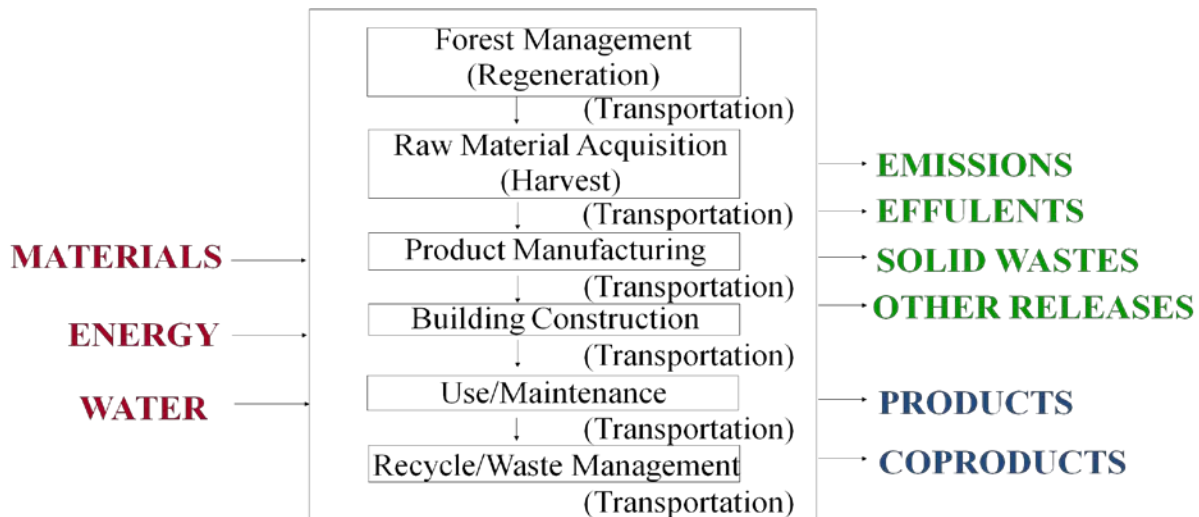 Forest Management
(Regeneration)
(Transportation)
Raw Material Acquisition
(Harvest)
(Transportation)
Product Manufacturing
(Transportation)
Building Construction
(Transportation)
Use/Maintenance
(Transportation)
Recycle/Waste Management
(Transportation)
MATERIALS
ENERGY
WATER
EMISSIONS
EFFULENTS
SOLID WASTES
OTHER RELEASES
PRODUCTS
COPRODUCTS